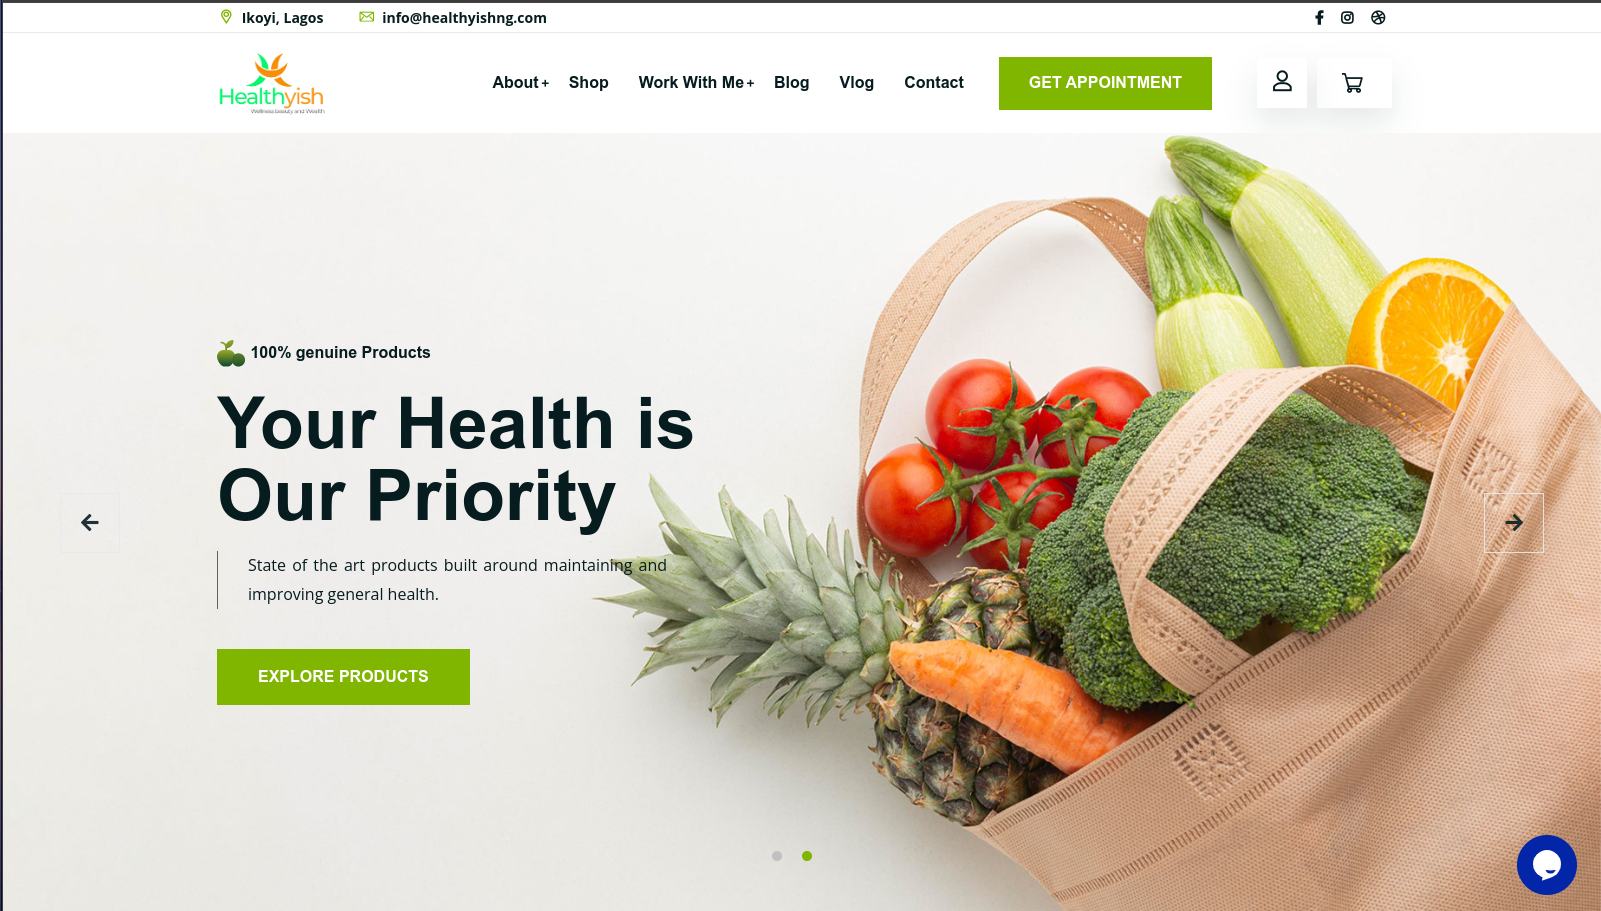 Ikoyi, Lagos
info@healthyishng.com
Healthyish
Wellness beauty and Wealth
About +
Shop
Work With Me +
Blog
Vlog
Contact
GET APPOINTMENT
100% genuine Products
Your Health is
Our Priority
State of the art products built around maintaining and
improving general health.
EXPLORE PRODUCTS